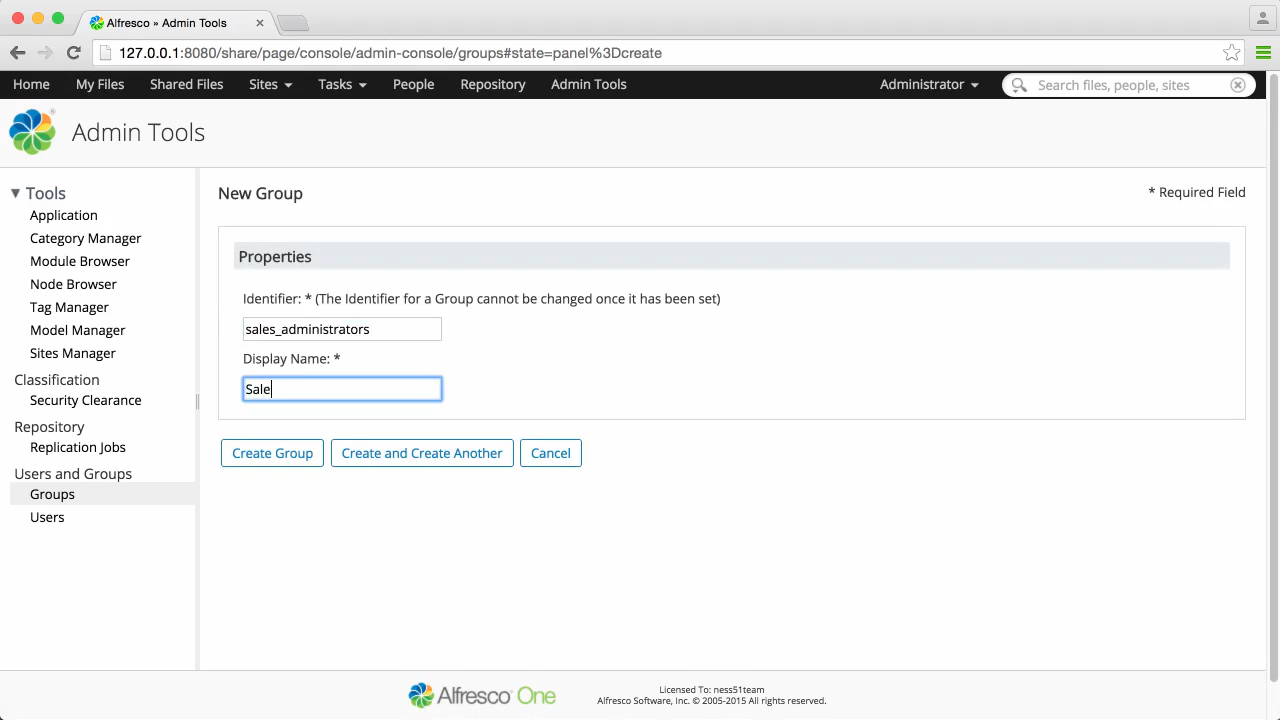 Alfresco » Admin Tools
127.0.0.1:8080/share/page/console/admin-console/groups#state=panel%3Dcreate
Home My Files Shared Files Sites Tasks People Repository Admin Tools Administrator Search files, people, sites
Admin Tools
Tools
Application
Category Manager
Module Browser
Node Browser
Tag Manager
Model Manager
Sites Manager
Classification
Security Clearance
Repository
Replication Jobs
Users and Groups
Groups
Users
New Group
* Required Field
Properties
Identifier: * (The Identifier for a Group cannot be changed once it has been set)
sales_administrators
Display Name: *
Sale
Create Group Create and Create Another Cancel
Alfresco One
Licensed To: ness51team
Alfresco Software, Inc. © 2005-2015 All rights reserved.